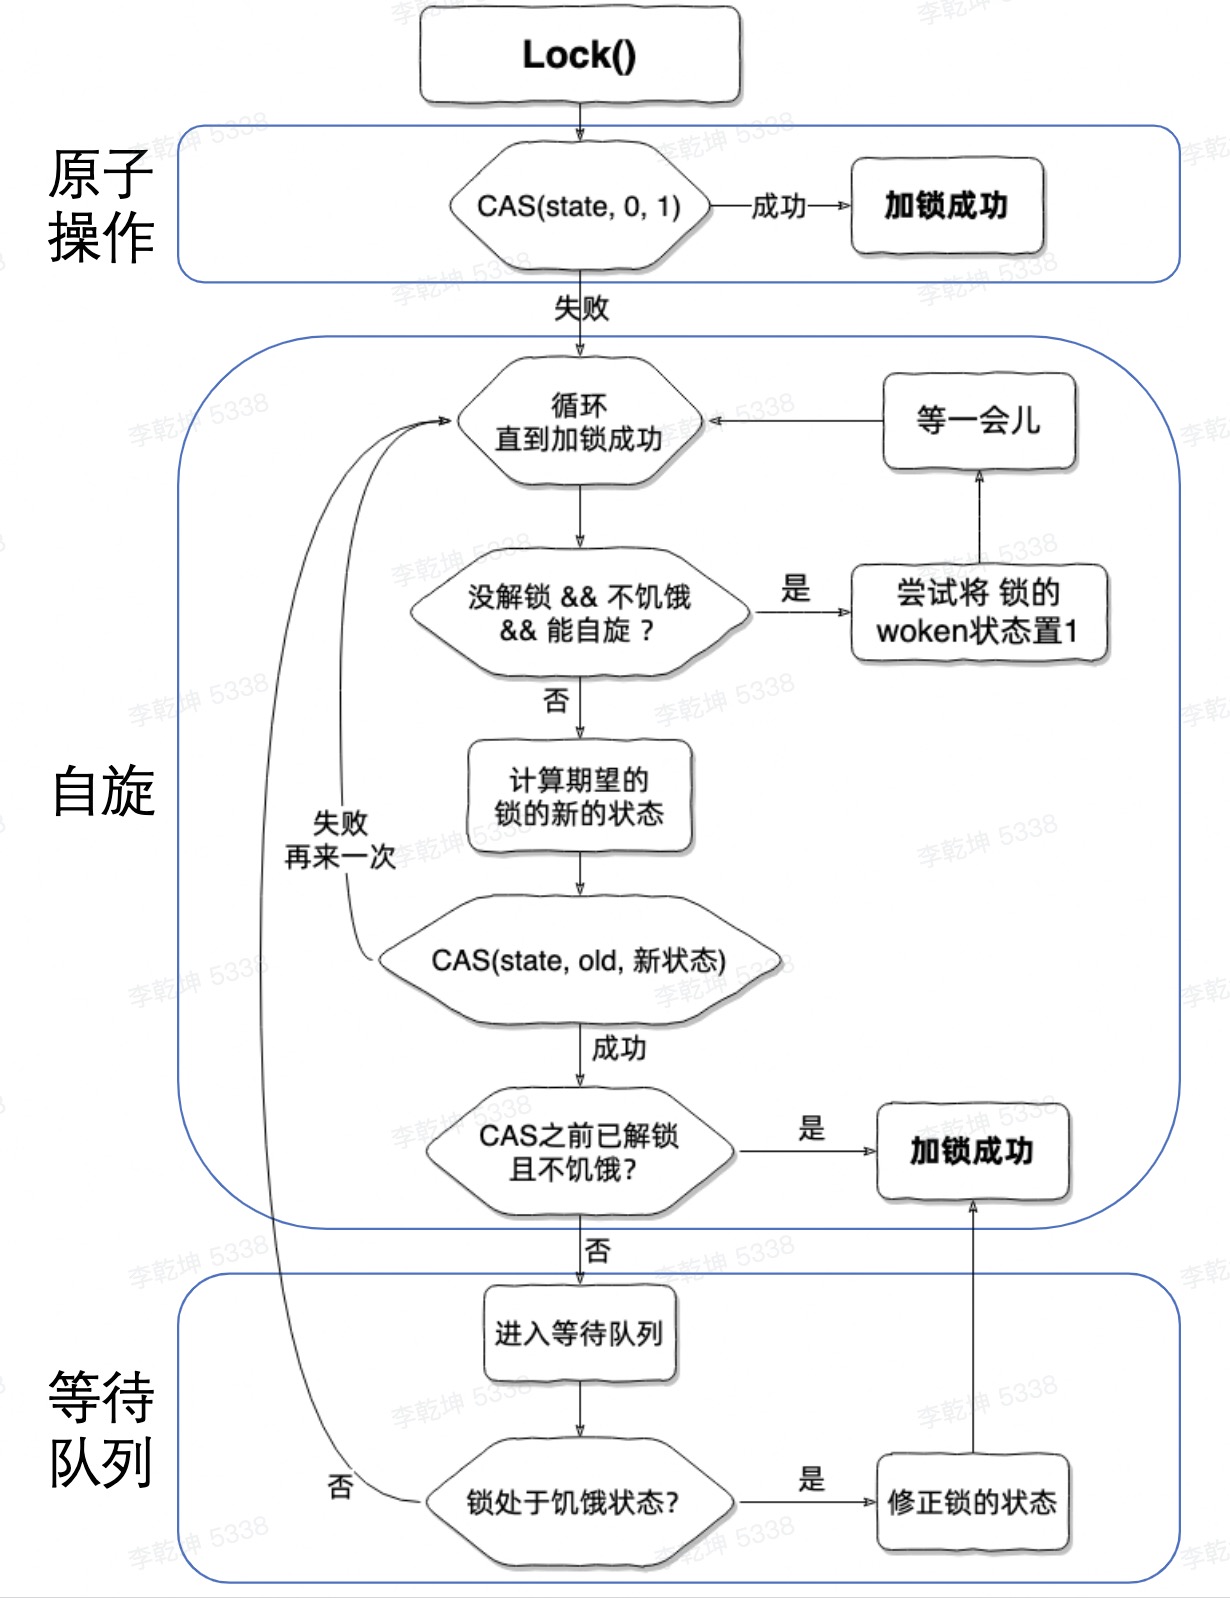 Lock()
原子
操作
CAS(state, 0, 1)
成功
加锁成功
失败
循环
直到加锁成功
等一会儿
没解锁 && 不饥饿
&& 能自旋 ?
是
尝试将 锁的
woken状态置1
否
自旋
计算期望的
锁的新的状态
失败
再来一次
CAS(state, old, 新状态)
成功
CAS之前已解锁
且不饥饿?
是
加锁成功
否
等待
队列
进入等待队列
锁处于饥饿状态?
否
是
修正锁的状态
李乾坤 5338